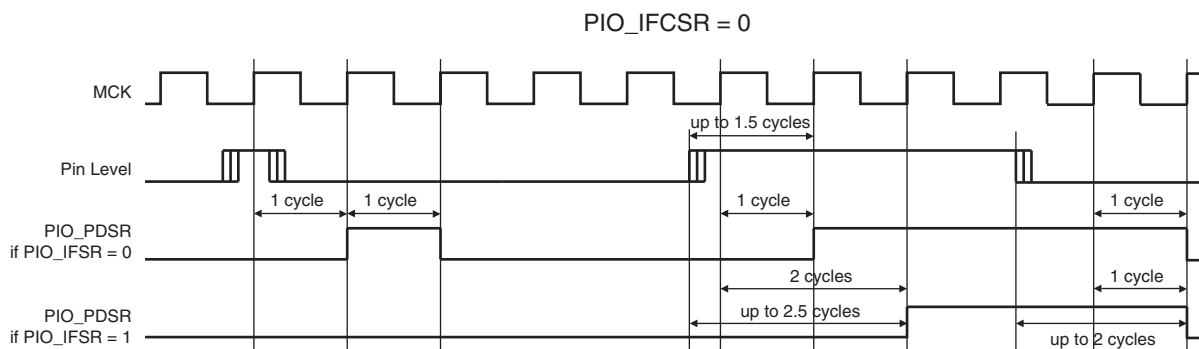 PIO_IFCSR = 0
MCK
up to 1.5 cycles
Pin Level
1 cycle
1 cycle
1 cycle
1 cycle
PIO_PDSR
if PIO_IFSR = 0
2 cycles
1 cycle
PIO_PDSR
if PIO_IFSR = 1
up to 2.5 cycles
up to 2 cycles